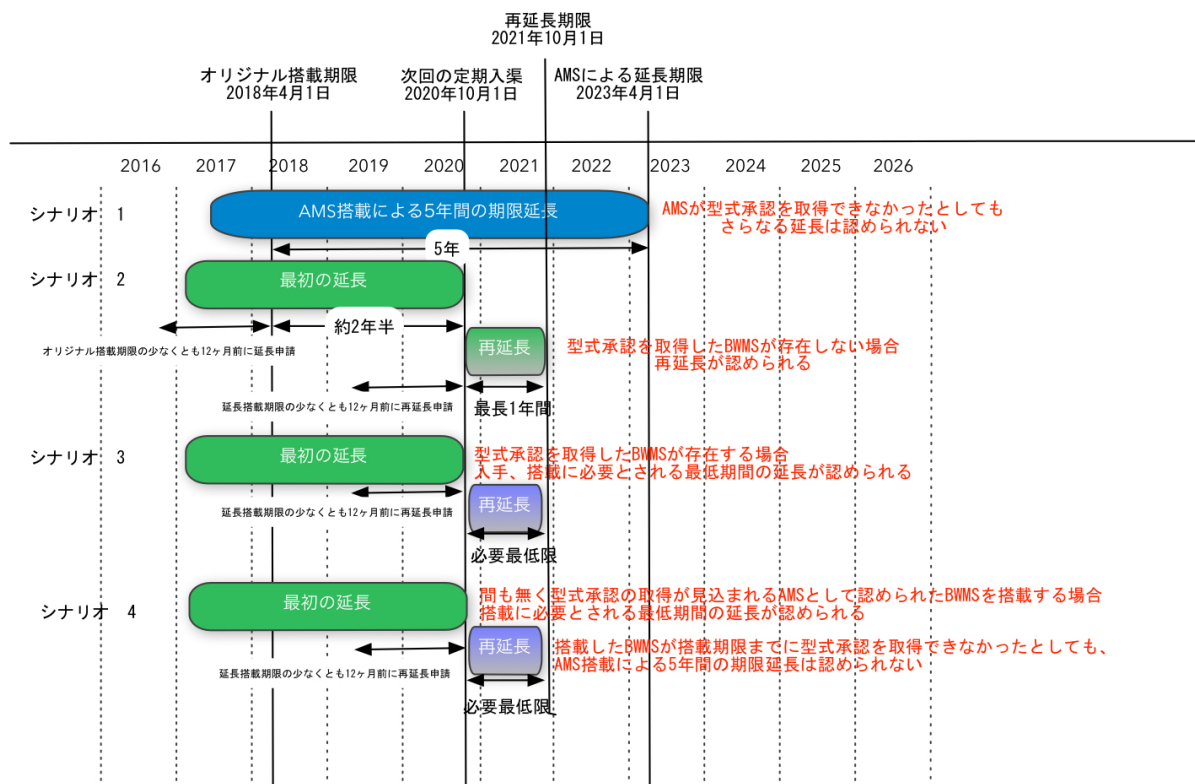 再延長期限
2021年10月1日
オリジナル搭載期限
2018年4月1日
次回の定期入渠
2020年10月1日
AMSによる延長期限
2023年4月1日
2016 2017 2018 2019 2020 2021 2022 2023 2024 2025 2026
シナリオ 1
AMS搭載による5年間の期限延長
AMSが型式承認を取得できなかったとしても
さらなる延長は認められない
5年
シナリオ 2
最初の延長
約2年半
オリジナル搭載期限の少なくとも12ヶ月前に延長申請
再延長
型式承認を取得したBWMSが存在しない場合
再延長が認められる
延長搭載期限の少なくとも12ヶ月前に再延長申請
最長1年間
シナリオ 3
最初の延長
型式承認を取得したBWMSが存在する場合
入手、搭載に必要とされる最低期間の延長が認められる
延長搭載期限の少なくとも12ヶ月前に再延長申請
再延長
必要最低限
シナリオ 4
最初の延長
間も無く型式承認の取得が見込まれるAMSとして認められたBWMSを搭載する場合
搭載に必要とされる最低期間の延長が認められる
再延長
搭載したBWMSが搭載期限までに型式承認を取得できなかったとしても、
AMS搭載による5年間の期限延長は認められない
延長搭載期限の少なくとも12ヶ月前に再延長申請
必要最低限